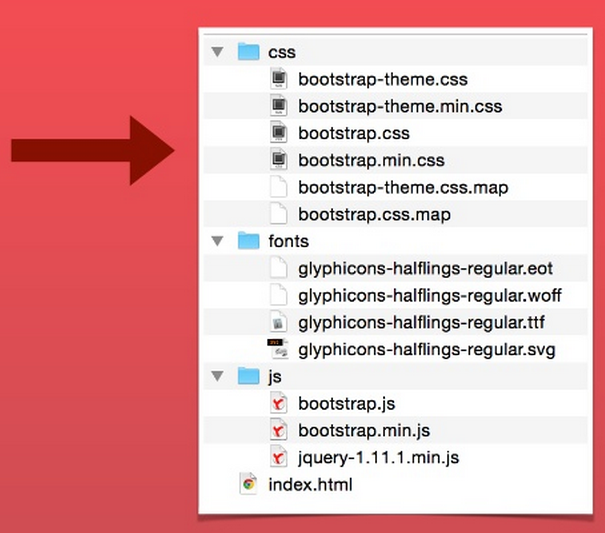 css
bootstrap-theme.css
bootstrap-theme.min.css
bootstrap.css
bootstrap.min.css
bootstrap-theme.css.map
bootstrap.css.map
fonts
glyphicons-halflings-regular.eot
glyphicons-halflings-regular.woff
glyphicons-halflings-regular.ttf
glyphicons-halflings-regular.svg
js
bootstrap.js
bootstrap.min.js
jquery-1.11.1.min.js
index.html